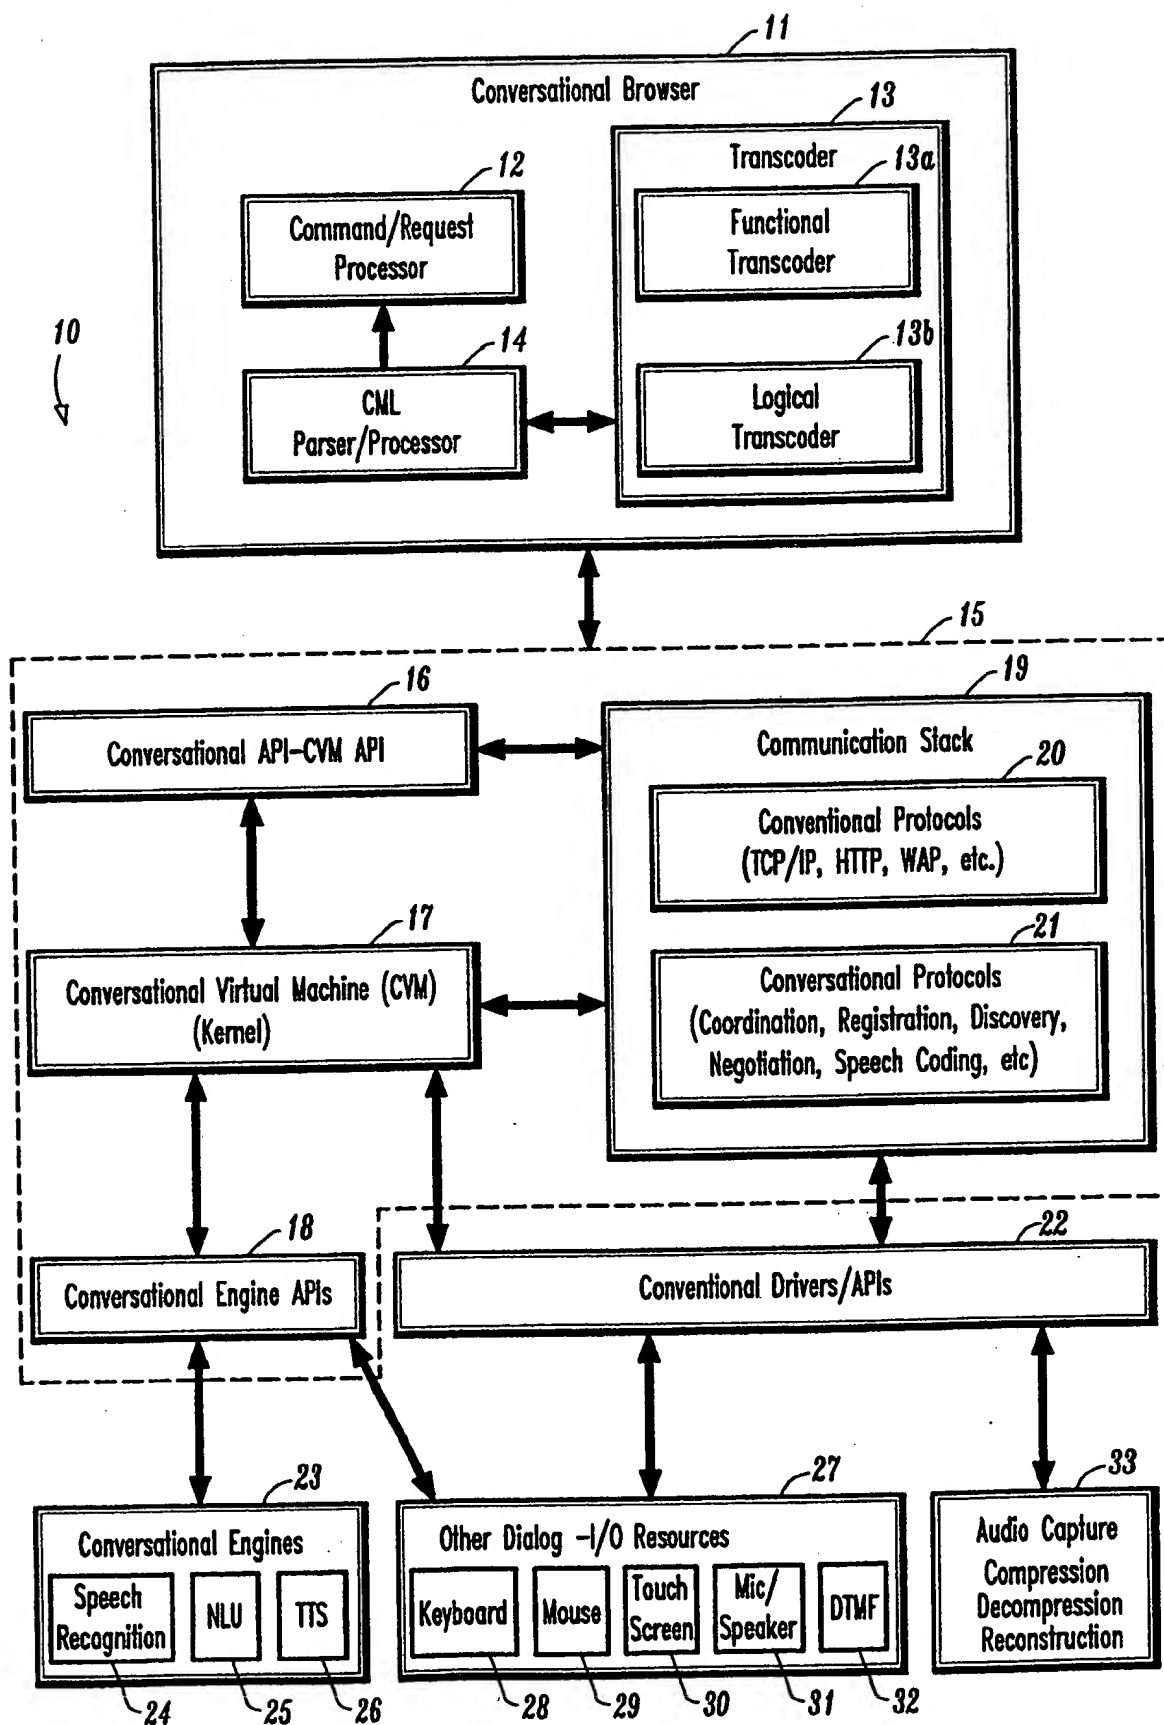 11
Conversational Browser
13
Transcoder
12
13a
Command/Request
Processor
Functional
Transcoder
10
14
13b
CML
Parser/Processor
Logical
Transcoder
15
16
19
Conversational API-CVM API
Communication Stack
20
Conventional Protocols
(TCP/IP, HTTP, WAP, etc.)
17
21
Conversational Virtual Machine (CVM)
(Kernel)
Conversational Protocols
(Coordination, Registration, Discovery,
Negotiation, Speech Coding, etc)
18
22
Conversational Engine APIs
Conventional Drivers/APIs
23
27
33
Conversational Engines
Speech
Recognition
NLU
TTS
Other Dialog -I/O Resources
Keyboard
Mouse
Touch
Screen
Mic/
Speaker
DTMF
Audio Capture
Compression
Decompression
Reconstruction
24
25
26
28
29
30
31
32